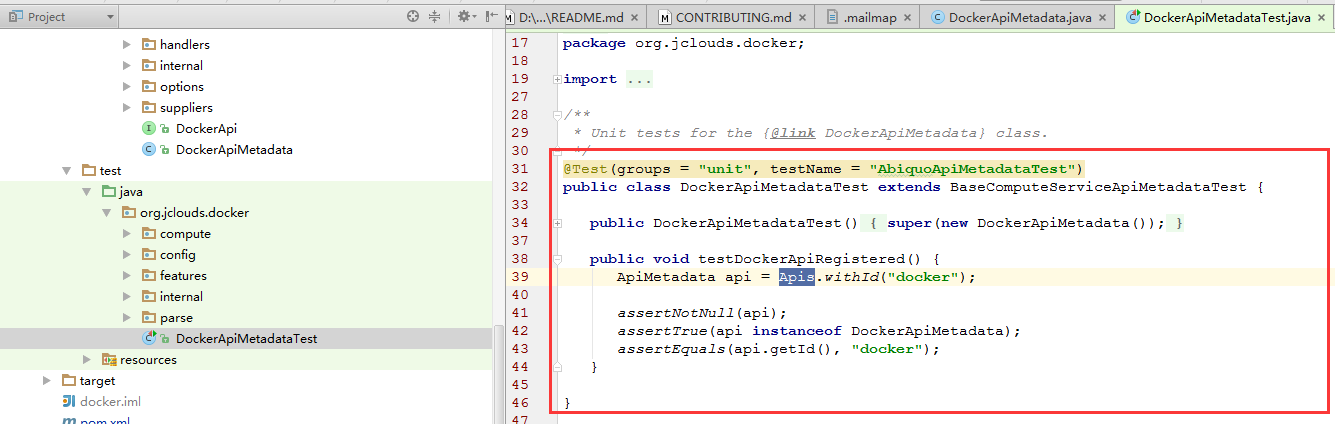 Project
handlers
internal
options
suppliers
DockerApi
DockerApiMetadata
test
java
org.jclouds.docker
compute
config
features
internal
parse
DockerApiMetadataTest
resources
target
docker.iml
pom.xml
D:\...\README.md
CONTRIBUTING.md
.mailmap
DockerApiMetadata.java
DockerApiMetadataTest.java
17 package org.jclouds.docker;
18
19 import ...
27
28 /**
29 * Unit tests for the {@link DockerApiMetadata} class.
30 */
31 @Test(groups = "unit", testName = "AbiquoApiMetadataTest")
32 public class DockerApiMetadataTest extends BaseComputeServiceApiMetadataTest {
33
34 public DockerApiMetadataTest() { super(new DockerApiMetadata()); }
37
38 public void testDockerApiRegistered() {
39 ApiMetadata api = Apis.withId("docker");
40
41 assertNotNull(api);
42 assertTrue(api instanceof DockerApiMetadata);
43 assertEquals(api.getId(), "docker");
44 }
45
46 }
47